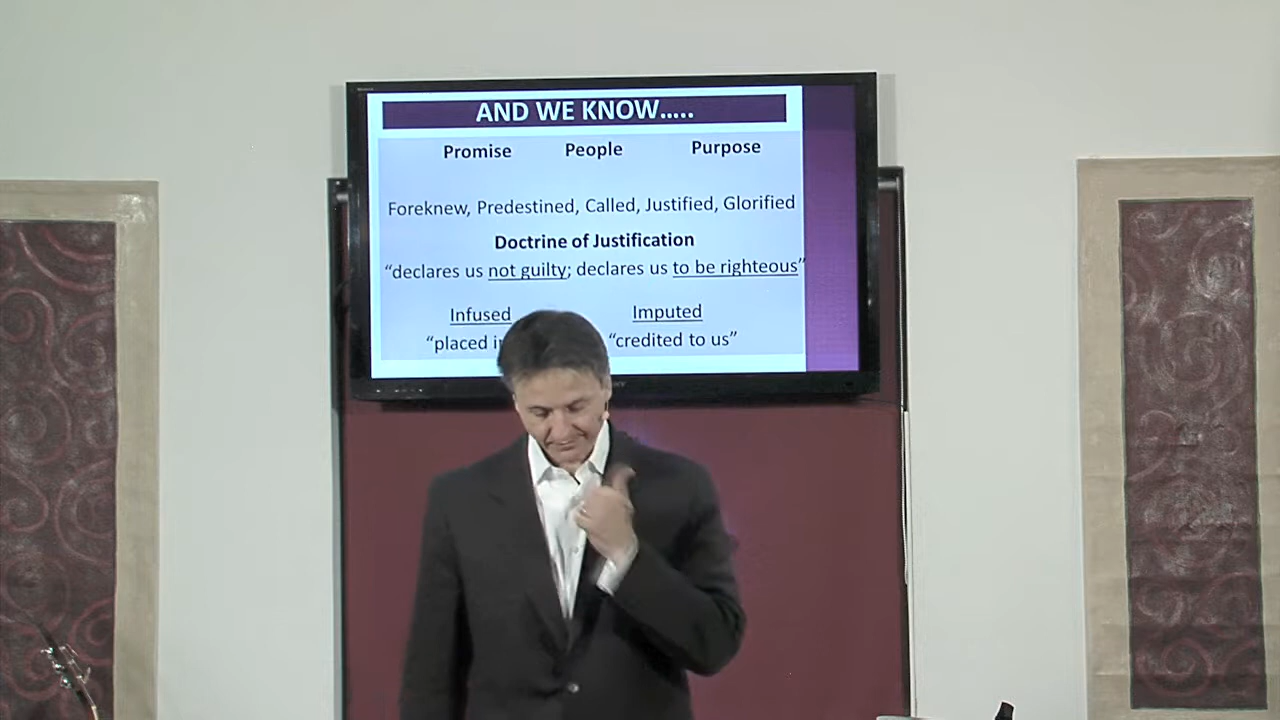 AND WE KNOW.....
Promise People Purpose
Foreknew, Predestined, Called, Justified, Glorified
Doctrine of Justification
“declares us not guilty; declares us to be righteous”
Infused Imputed
“placed “credited to us”